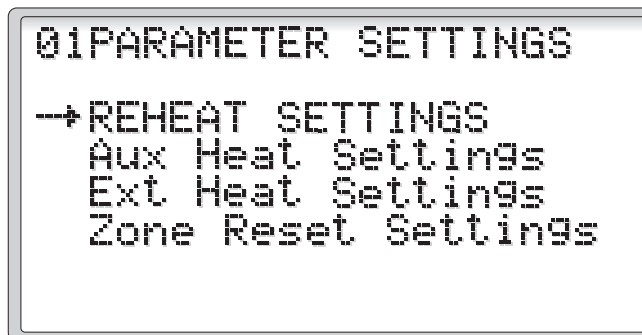 01PARAMETER SETTINGS
→REHEAT SETTINGS
Aux Heat Settings
Ext Heat Settings
Zone Reset Settings